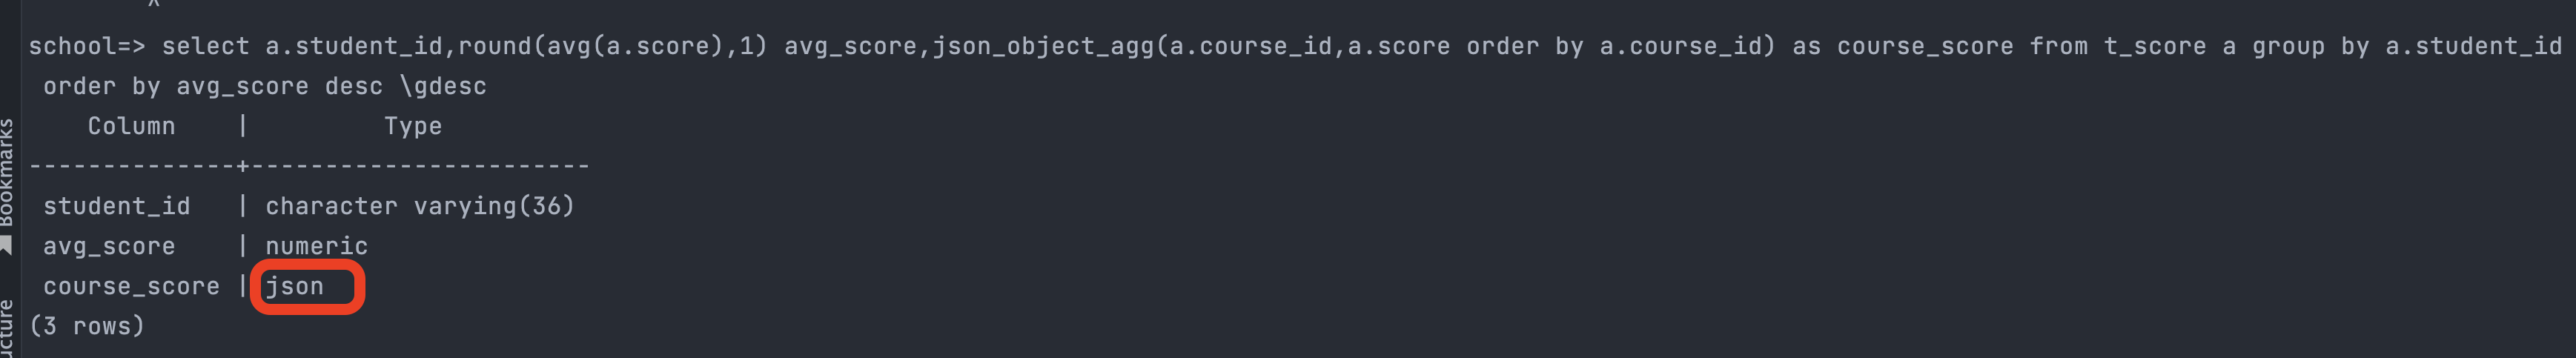 ^
school=> select a.student_id,round(avg(a.score),1) avg_score,json_object_agg(a.course_id,a.score order by a.course_id) as course_score from t_score a group by a.student_id
 order by avg_score desc \gdesc
    Column    |         Type
--------------+-----------------------
 student_id   | character varying(36)
 avg_score    | numeric
 course_score | json
(3 rows)
Bookmarks
ucture